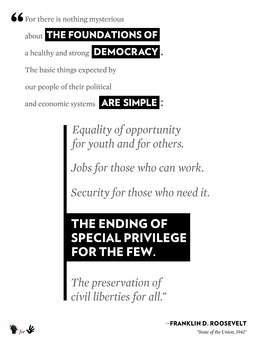 “For there is nothing mysterious
about THE FOUNDATIONS OF
a healthy and strong DEMOCRACY.
The basic things expected by
our people of their political
and economic systems ARE SIMPLE:
Equality of opportunity
for youth and for others.
Jobs for those who can work.
Security for those who need it.
THE ENDING OF
SPECIAL PRIVILEGE
FOR THE FEW.
The preservation of
civil liberties for all.”
—FRANKLIN D. ROOSEVELT
"State of the Union, 1941"
for